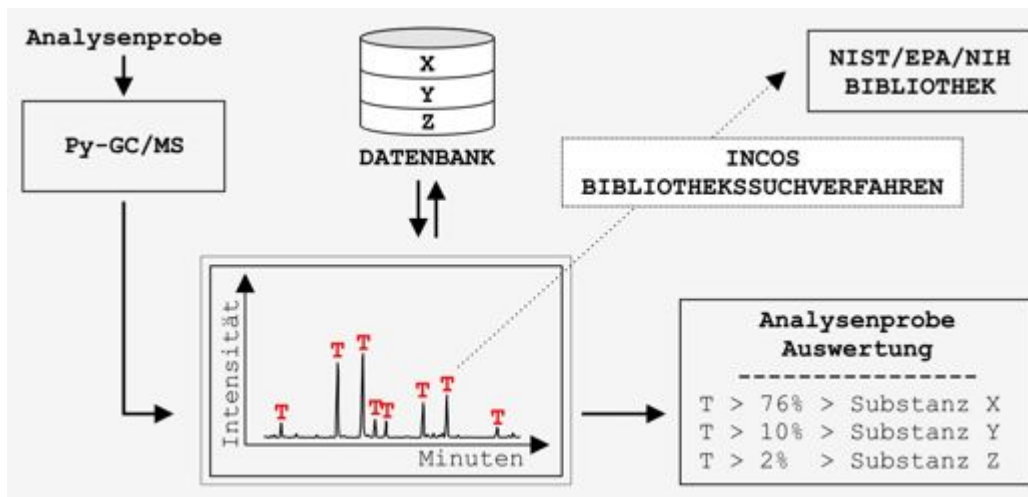 Analysenprobe
Py-GC/MS
X
Y
Z
DATENBANK
NIST/EPA/NIH
BIBLIOTHEK
INCOS
BIBLIOTHEKSSUCHVERFAHREN
Intensität
T
T
T
T
T
T
T
T
Minuten
Analysenprobe
Auswertung
----------------
T > 76% > Substanz X
T > 10% > Substanz Y
T > 2% > Substanz Z